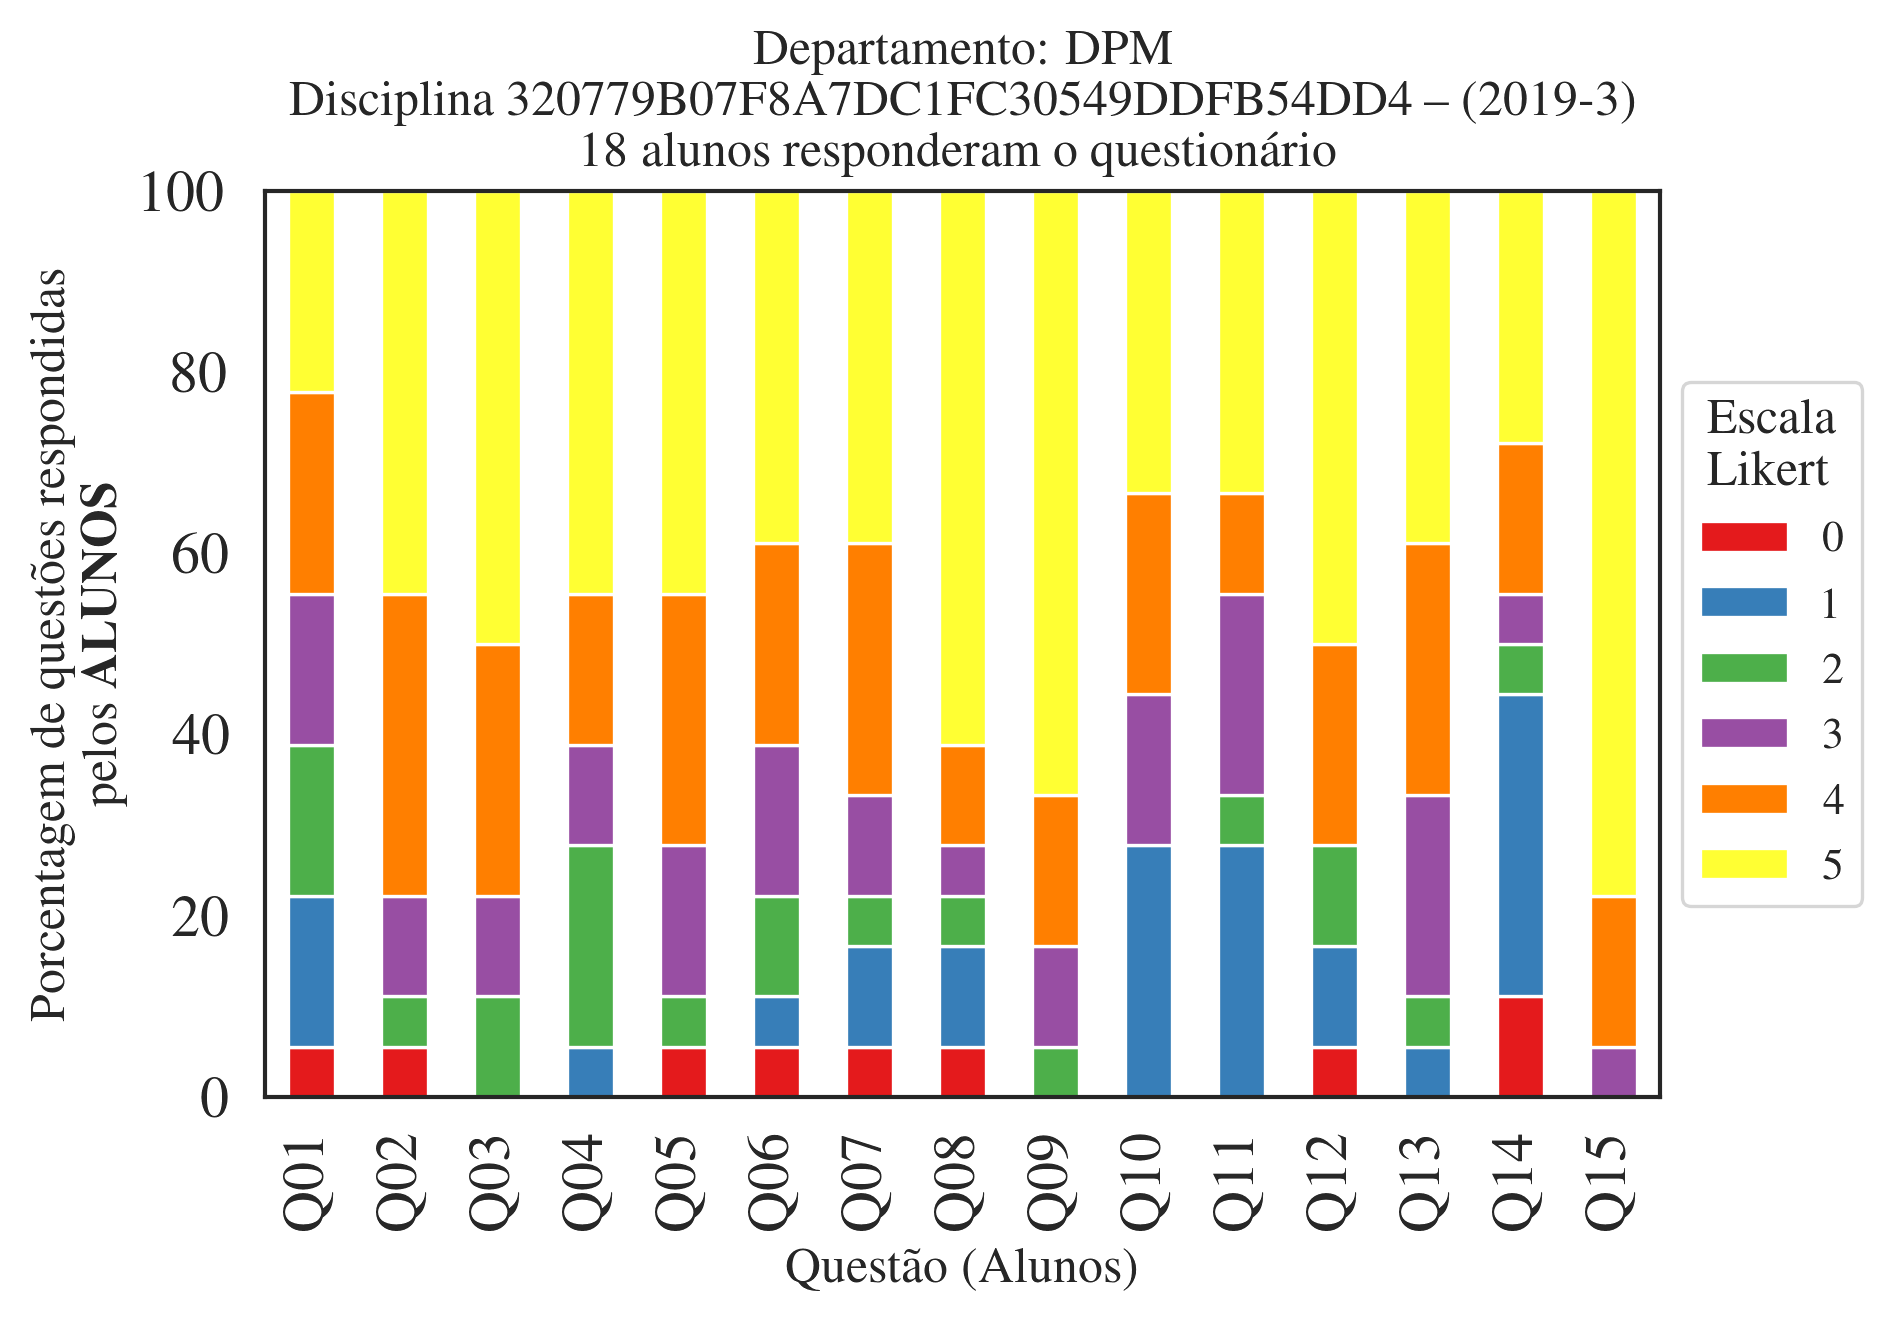 Departamento: DPM
Disciplina 320779B07F8A7DC1FC30549DDFB54DD4 – (2019-3)
18 alunos responderam o questionário
100
80
60
40
20
0
Porcentagem de questões respondidas
pelos ALUNOS
Q01
Q02
Q03
Q04
Q05
Q06
Q07
Q08
Q09
Q10
Q11
Q12
Q13
Q14
Q15
Questão (Alunos)
Escala
Likert
0
1
2
3
4
5